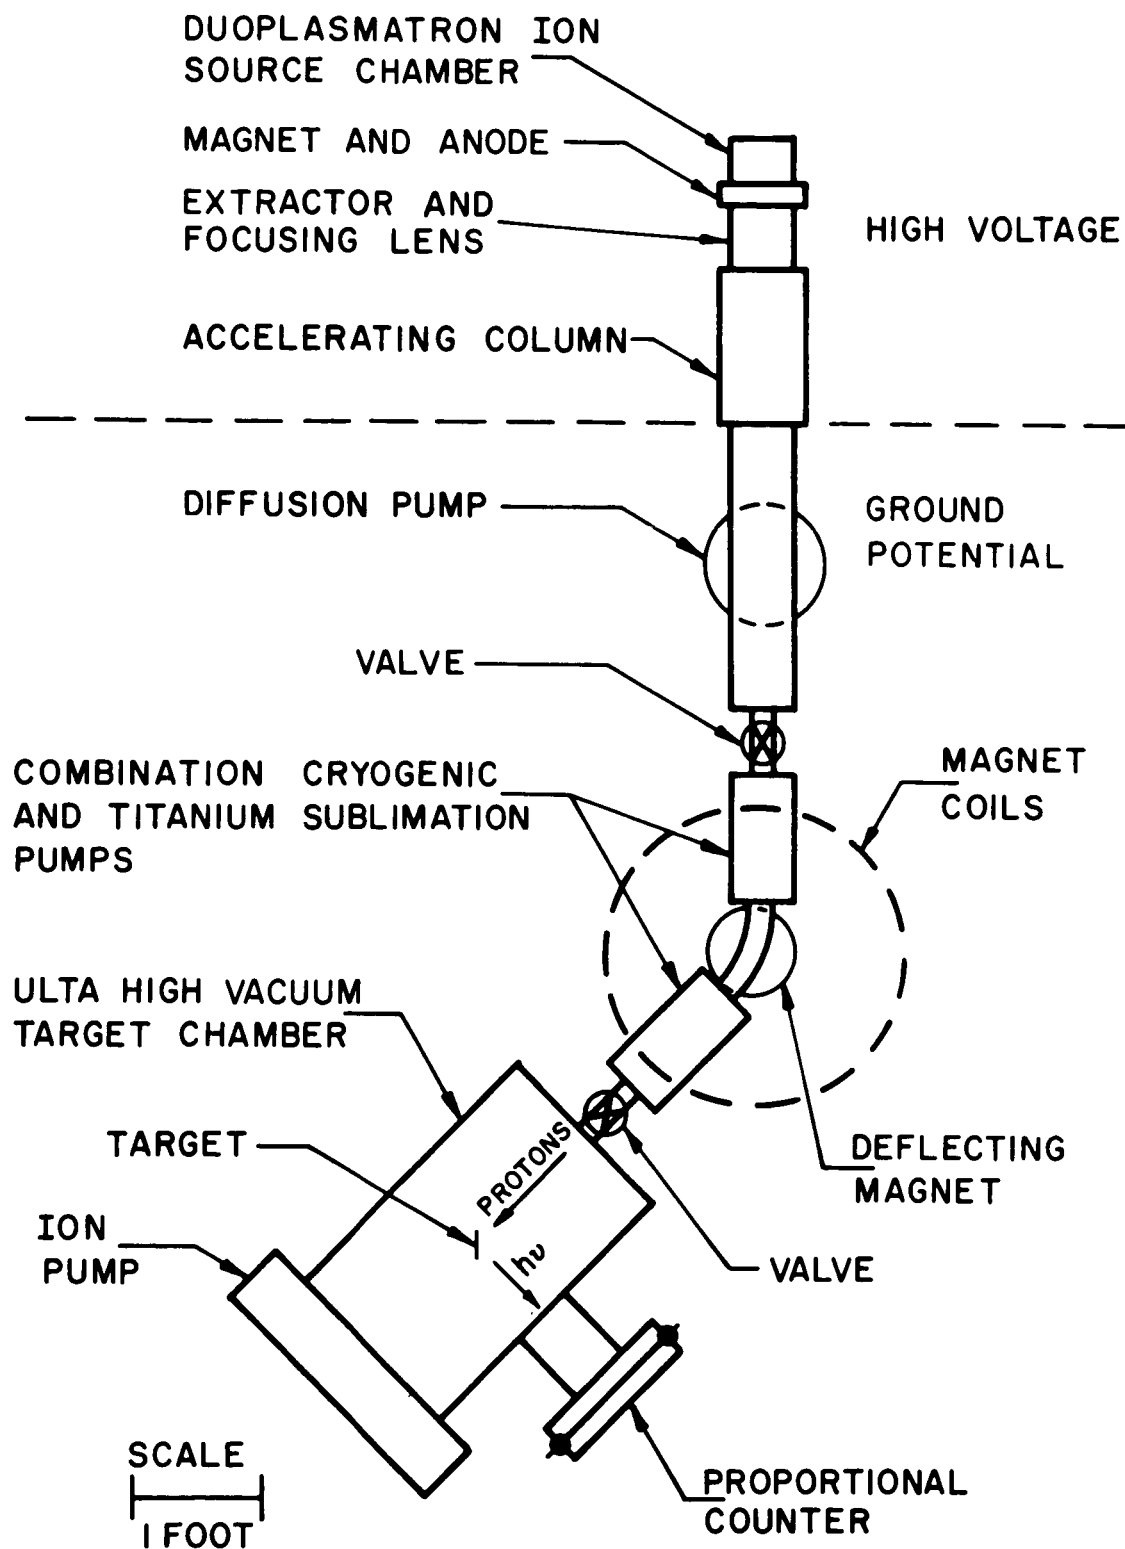 DUOPLASMATRON ION
SOURCE CHAMBER
MAGNET AND ANODE
EXTRACTOR AND
FOCUSING LENS
HIGH VOLTAGE
ACCELERATING COLUMN
DIFFUSION PUMP
GROUND
POTENTIAL
VALVE
COMBINATION CRYOGENIC
AND TITANIUM SUBLIMATION
PUMPS
MAGNET
COILS
ULTA HIGH VACUUM
TARGET CHAMBER
TARGET
PROTONS
DEFLECTING
MAGNET
ION
PUMP
hν
VALVE
SCALE
1 FOOT
PROPORTIONAL
COUNTER